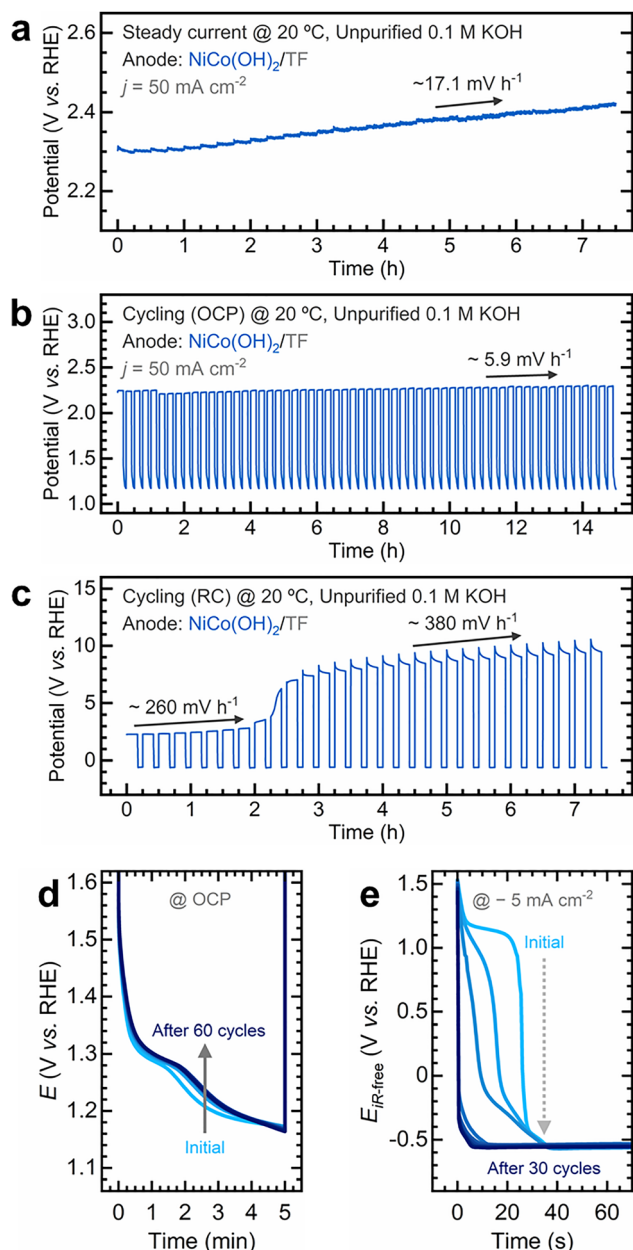 a
Steady current @ 20 ºC, Unpurified 0.1 M KOH
Anode: NiCo(OH)₂/TF
j = 50 mA cm⁻²
~17.1 mV h⁻¹
Potential (V vs. RHE)
2.6
2.4
2.2
0 1 2 3 4 5 6 7
Time (h)
b
Cycling (OCP) @ 20 ºC, Unpurified 0.1 M KOH
Anode: NiCo(OH)₂/TF
j = 50 mA cm⁻²
~ 5.9 mV h⁻¹
Potential (V vs. RHE)
3.0
2.5
2.0
1.5
1.0
0 2 4 6 8 10 12 14
Time (h)
c
Cycling (RC) @ 20 ºC, Unpurified 0.1 M KOH
Anode: NiCo(OH)₂/TF
~ 380 mV h⁻¹
~ 260 mV h⁻¹
Potential (V vs. RHE)
15
10
5
0
0 1 2 3 4 5 6 7
Time (h)
d
@ OCP
After 60 cycles
Initial
E (V vs. RHE)
1.6
1.5
1.4
1.3
1.2
1.1
0 1 2 3 4 5
Time (min)
e
@ − 5 mA cm⁻²
Initial
After 30 cycles
E_iR-free (V vs. RHE)
1.5
1.0
0.5
0
-0.5
0 20 40 60
Time (s)